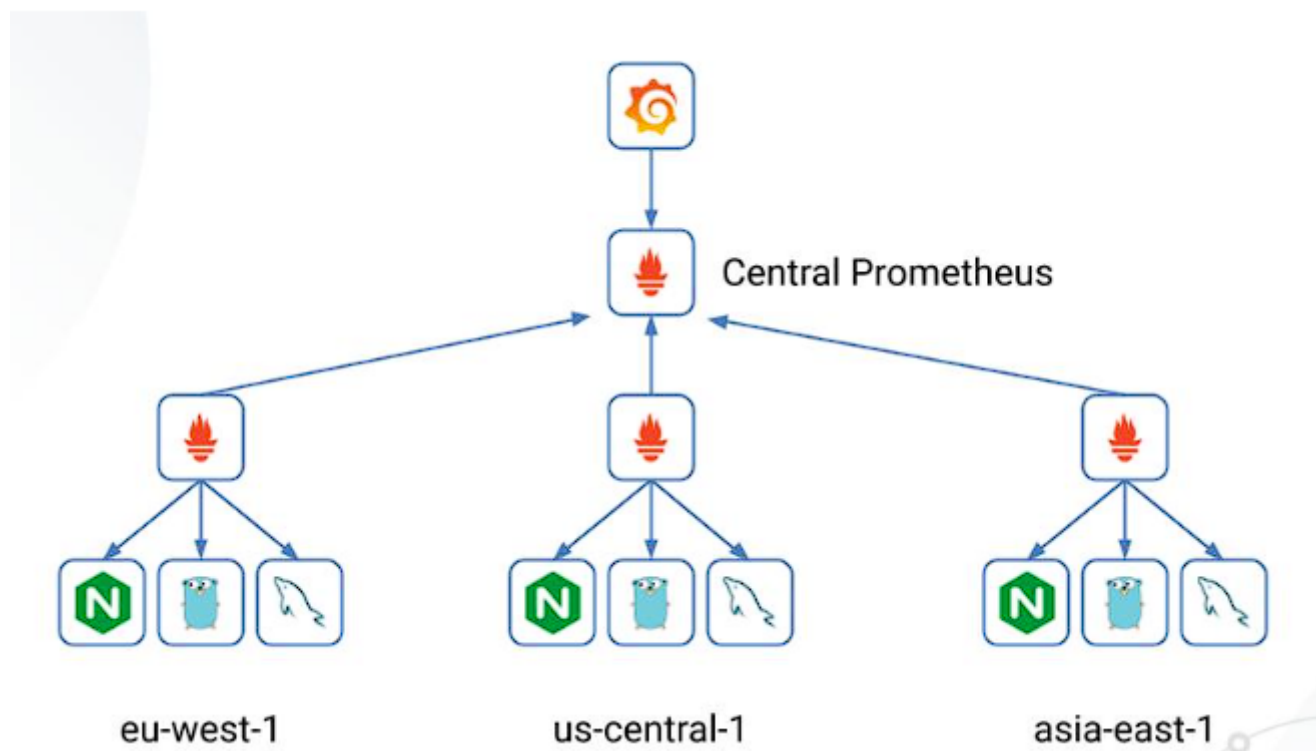 Central Prometheus
N
N
N
eu-west-1
us-central-1
asia-east-1